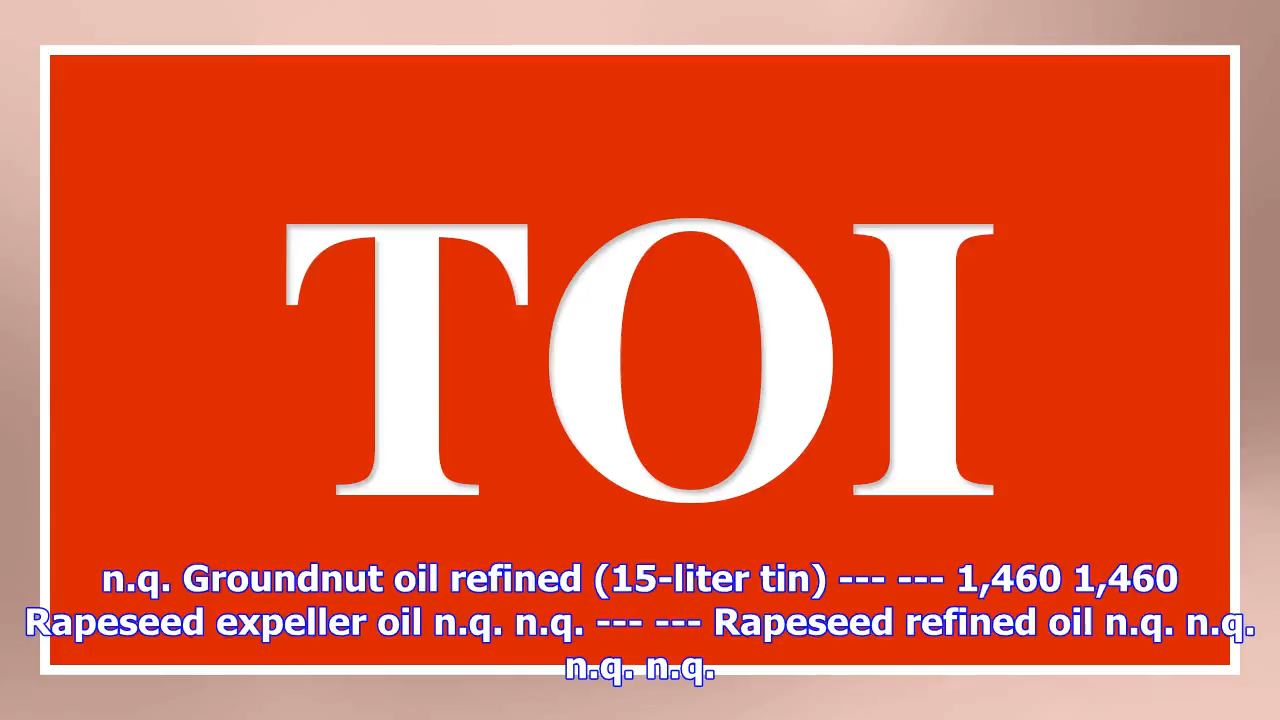 TOI
n.q. Groundnut oil refined (15-liter tin) --- --- 1,460 1,460
Rapeseed expeller oil n.q. n.q. --- --- Rapeseed refined oil n.q. n.q.
n.q. n.q.